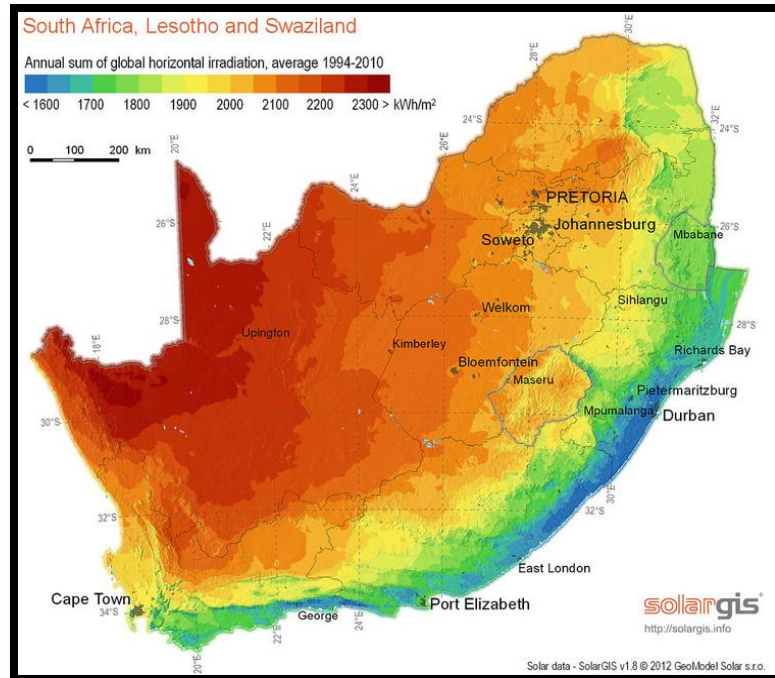 South Africa, Lesotho and Swaziland
Annual sum of global horizontal irradiation, average 1994-2010
< 1600 1700 1800 1900 2000 2100 2200 2300 > kWh/m²
0 100 200 km
20°E
22°E
24°E
26°E
28°E
30°E
32°E
24°S
24°S
26°S
PRETORIA
Johannesburg
Soweto
Mbabane
26°S
28°S
18°E
Upington
Kimberley
Welkom
Sihlangu
28°S
Bloemfontein
Maseru
Richards Bay
Pietermaritzburg
Mpumalanga
Durban
30°S
30°E
32°S
32°S
East London
Cape Town
34°S
George
Port Elizabeth
20°E
22°E
24°E
solargis
http://solargis.info
Solar data - SolarGIS v1.8 © 2012 GeoModel Solar s.r.o.